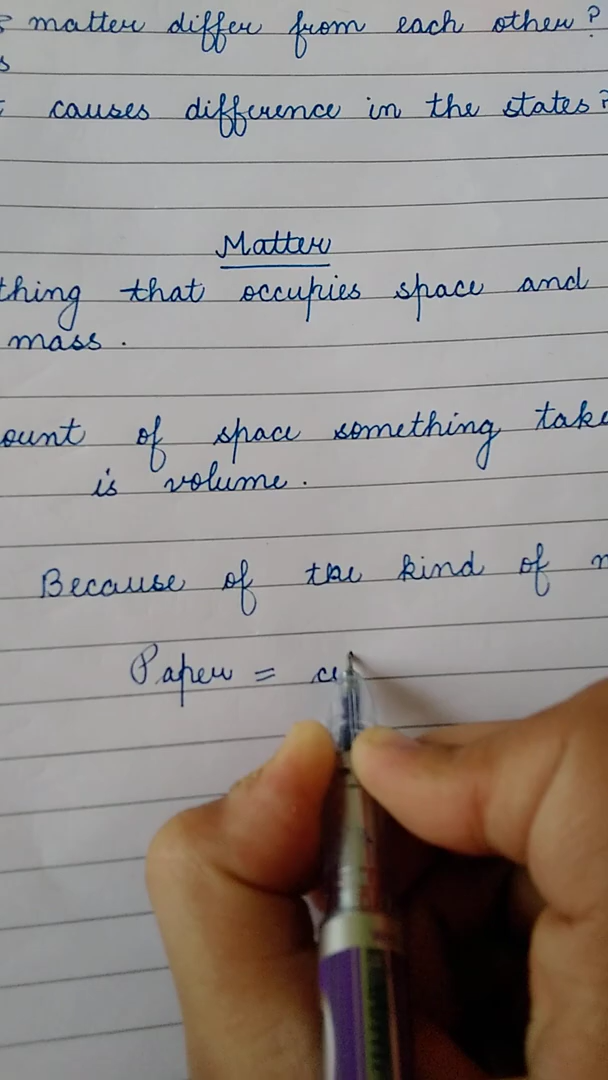 matter differ from each other?
s
causes difference in the states?
Matter
thing that occupies space and
mass.
ount of space something take
is volume.
Because of the kind of
Paper =